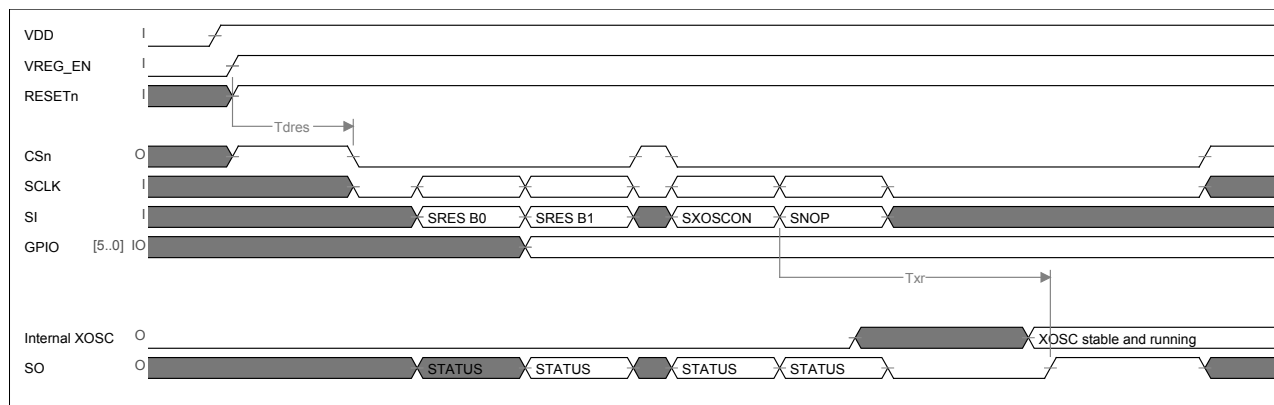 VDD I
VREG_EN I
RESETn I
Tdres
CSn O
SCLK I
SI I SRES B0 SRES B1 SXOSCON SNOP
GPIO [5..0] IO
Txr
Internal XOSC O XOSC stable and running
SO O STATUS STATUS STATUS STATUS